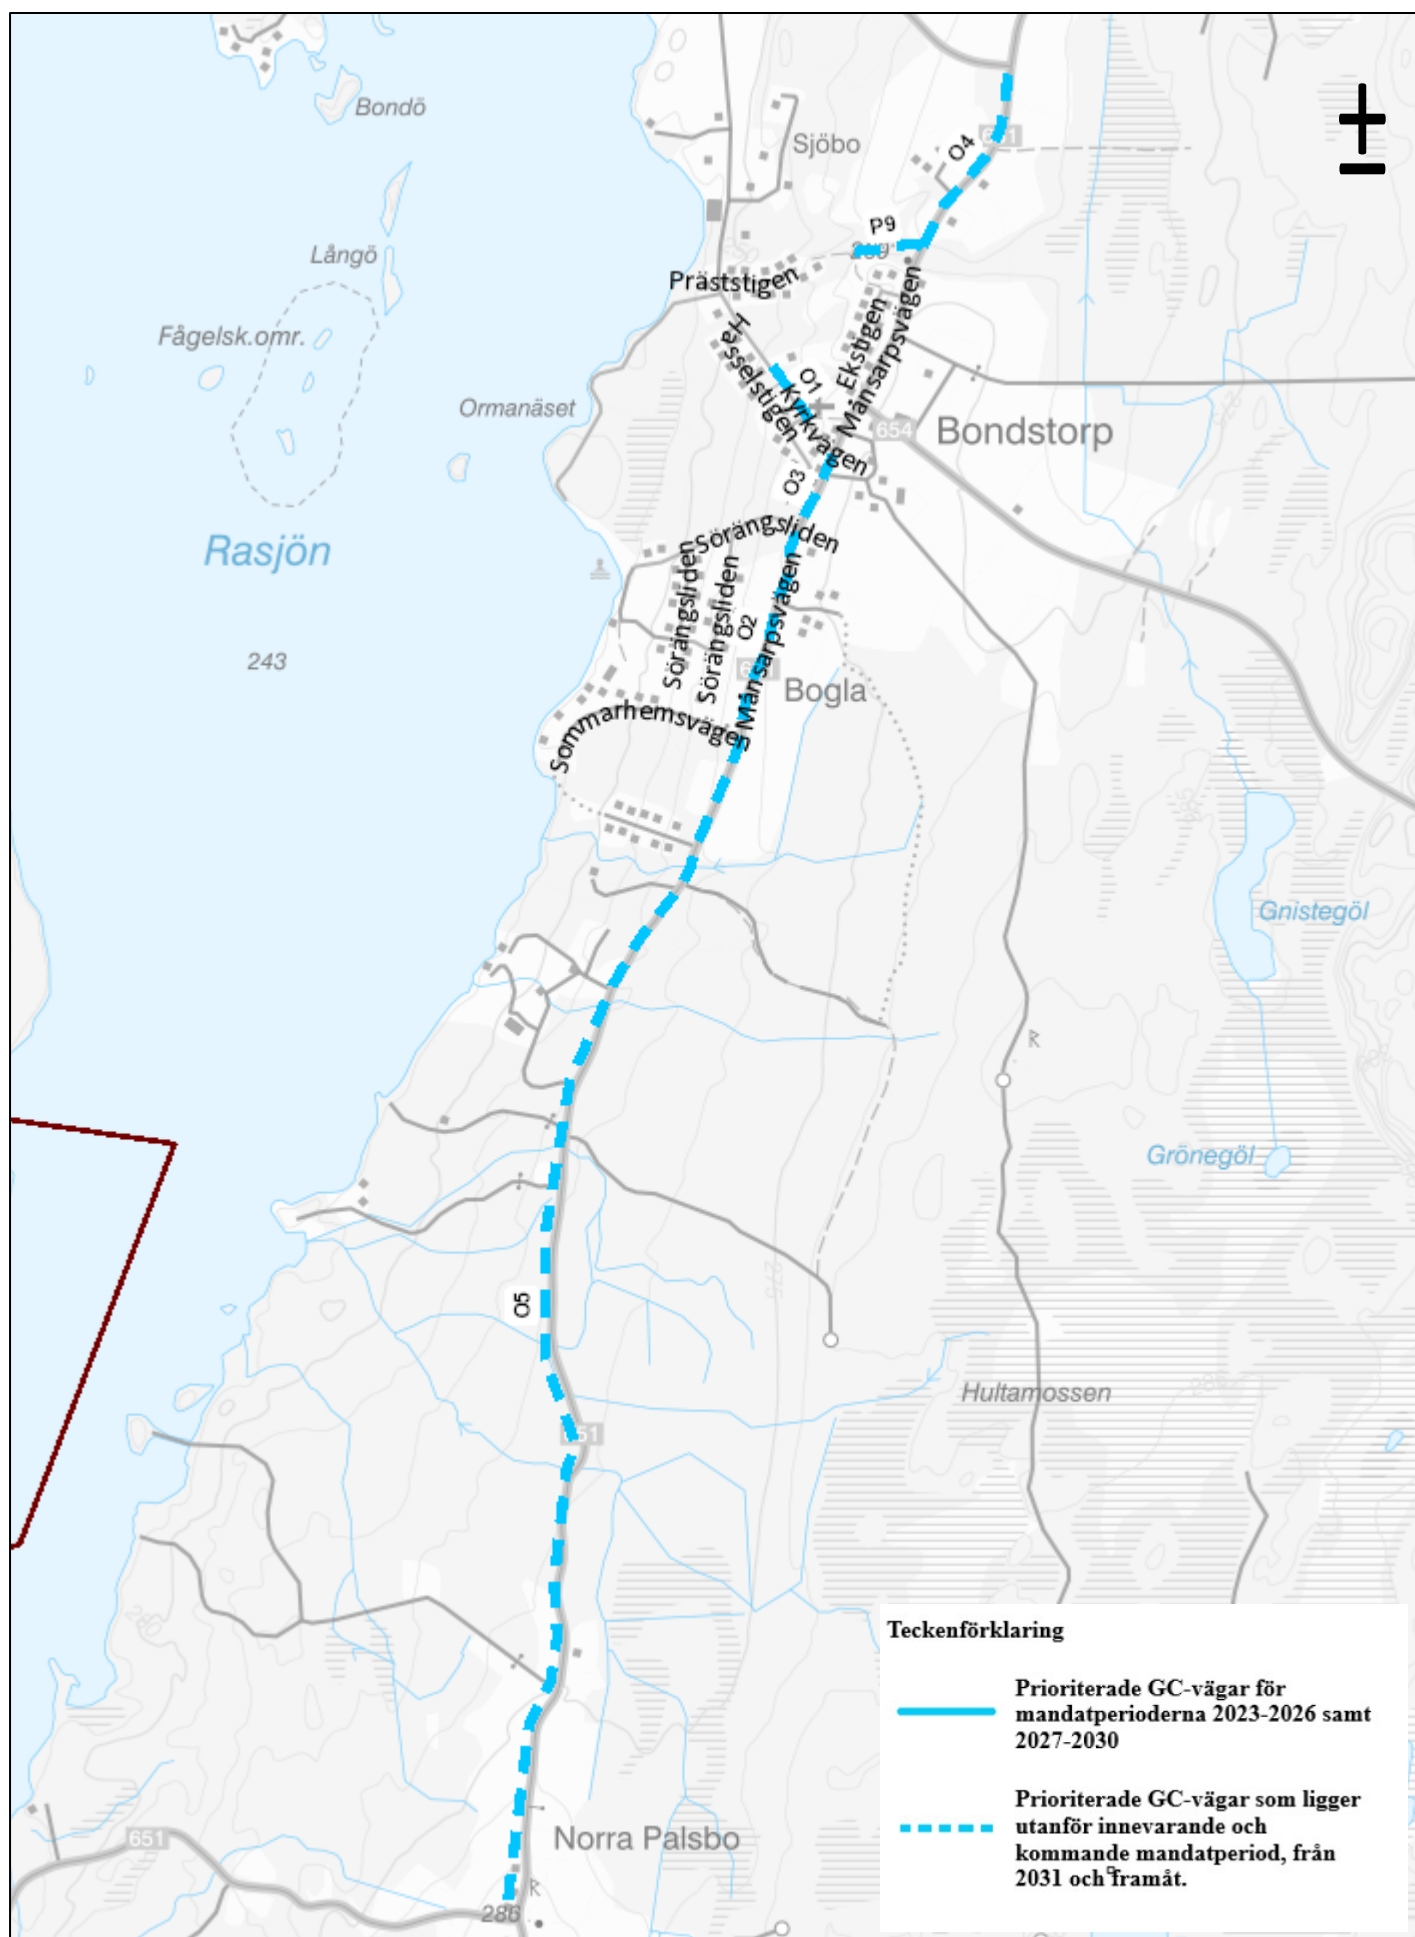 Bondö
Sjöbo
O4
P9
Långö
Präststigen
Fågelsk.omr.
Hasselstigen
O1
Kyrkvägen
Ekstigen
Månsarpsvägen
Ormanäset
654
Bondstorp
O3
Sörängsliden
Rasjön
Sörängsliden
Sörängsliden
O2
Månsarpsvägen
243
Bogla
Sommarhemsvägen
Gnistegöl
Grönegöl
275
O5
Hultamossen
651
Teckenförklaring
Prioriterade GC-vägar för
mandatperioderna 2023-2026 samt
2027-2030
Prioriterade GC-vägar som ligger
utanför innevarande och
kommande mandatperiod, från
2031 och framåt.
651
Norra Palsbo
286